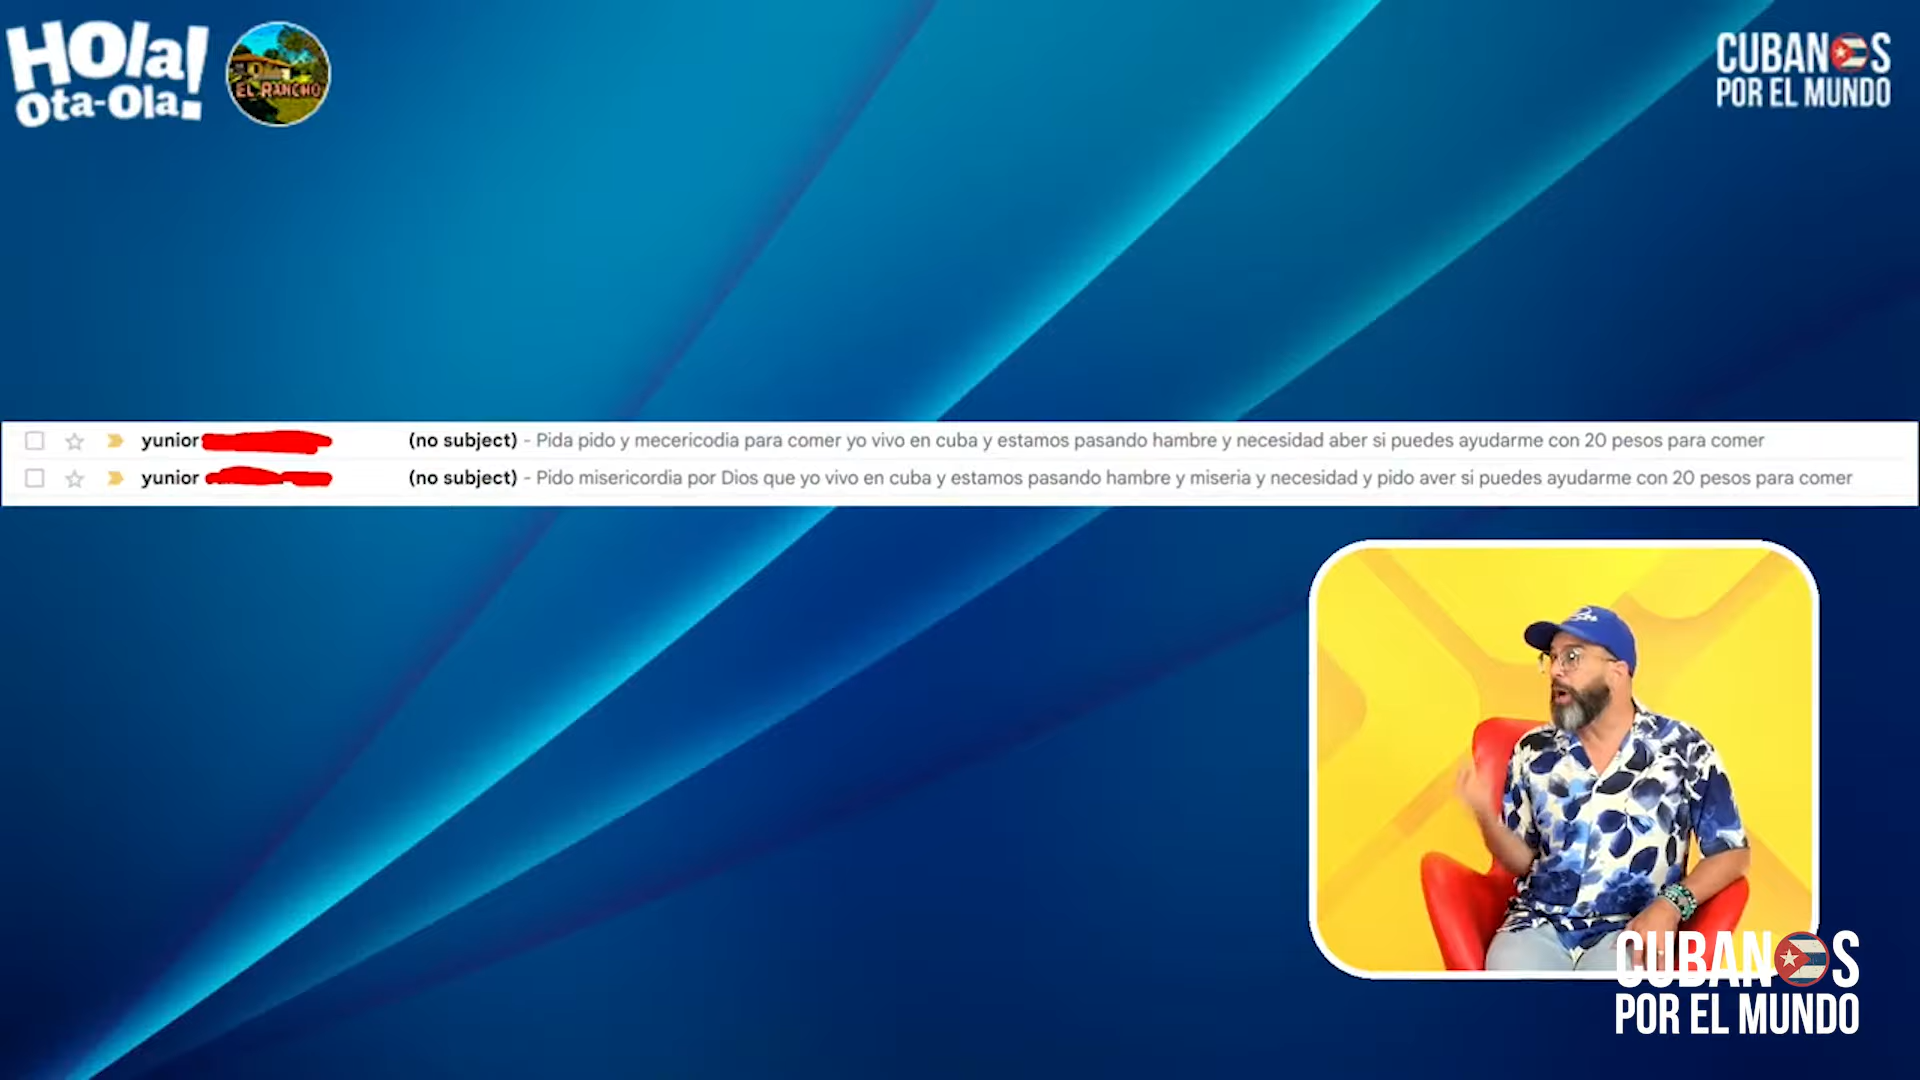 HOla!
Ota-Ola!
EL RANCHO
CUBANOS
POR EL MUNDO
yunior (no subject) - Pida pido y mecericodia para comer yo vivo en cuba y estamos pasando hambre y necesidad aber si puedes ayudarme con 20 pesos para comer
yunior (no subject) - Pido misericordia por Dios que yo vivo en cuba y estamos pasando hambre y miseria y necesidad y pido aver si puedes ayudarme con 20 pesos para comer
CUBANOS
POR EL MUNDO